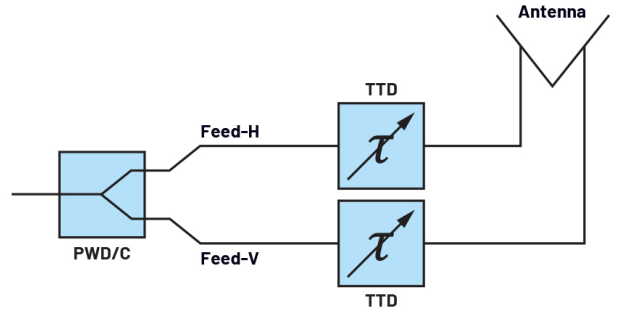 Antenna
TTD
τ
Feed-H
PWD/C
Feed-V
τ
TTD